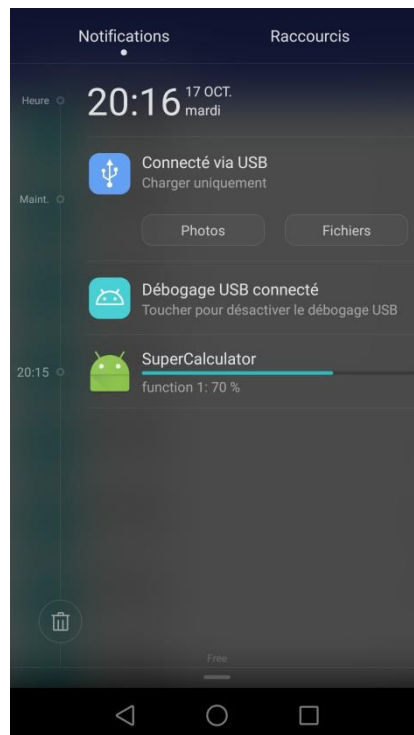 Notifications
Raccourcis
Heure
20:16
17 OCT.
mardi
Connecté via USB
Charger uniquement
Maint.
Photos
Fichiers
Débogage USB connecté
Toucher pour désactiver le débogage USB
20:15
SuperCalculator
function 1: 70 %
Free